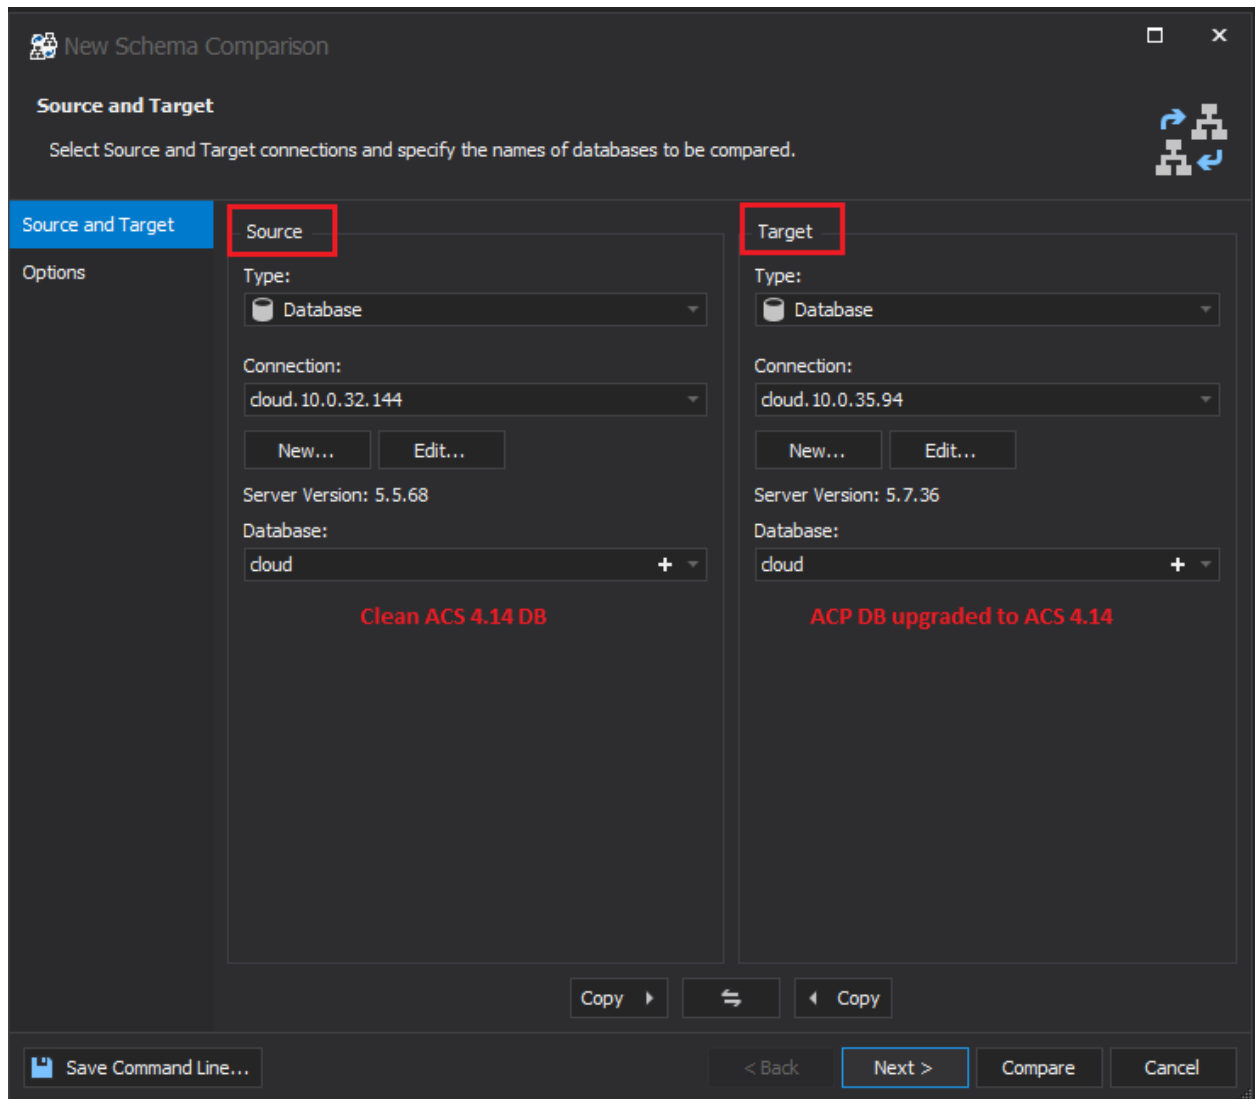 New Schema Comparison
Source and Target
Select Source and Target connections and specify the names of databases to be compared.
Source and Target
Options
Source
Type:
Database
Connection:
cloud.10.0.32.144
New...
Edit...
Server Version: 5.5.68
Database:
cloud
Clean ACS 4.14 DB
Target
Type:
Database
Connection:
cloud.10.0.35.94
New...
Edit...
Server Version: 5.7.36
Database:
cloud
ACP DB upgraded to ACS 4.14
Copy
Copy
Save Command Line...
< Back
Next >
Compare
Cancel